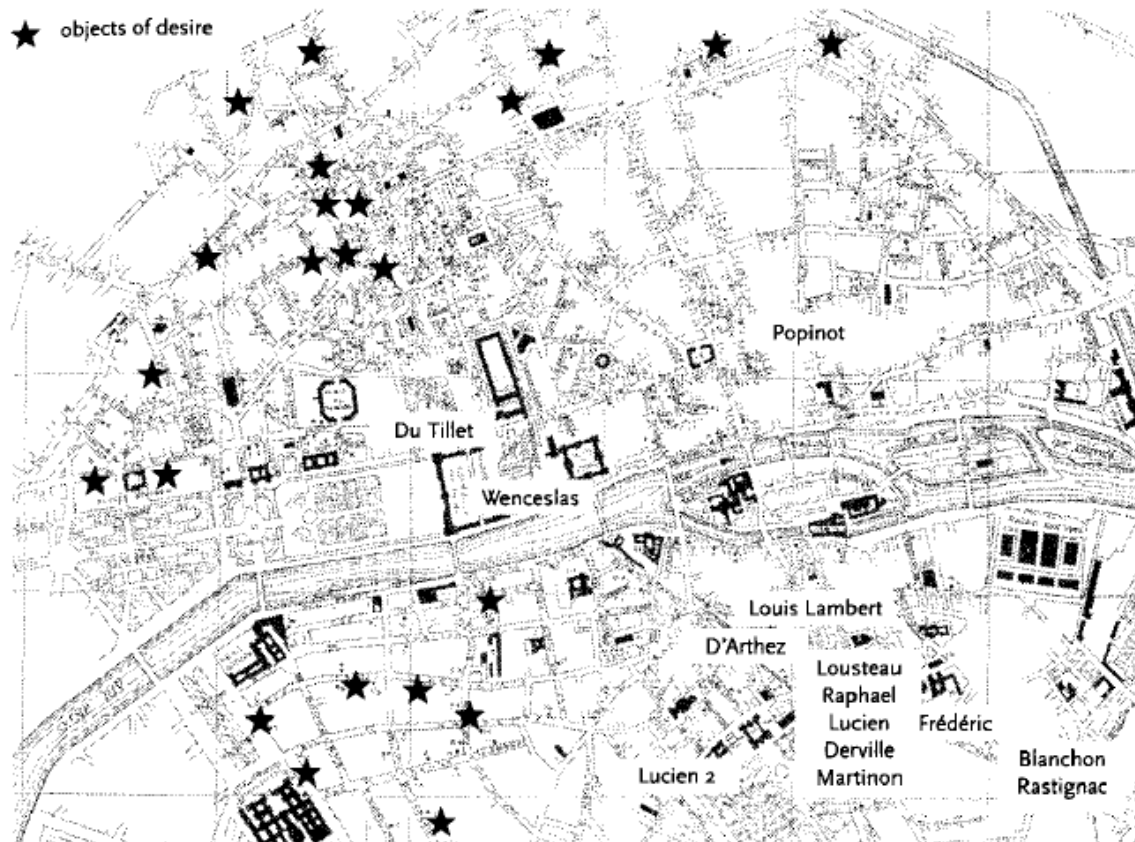 objects of desire
Popinot
Du Tillet
Wenceslas
Louis Lambert
D'Arthez
Lousteau
Raphael
Lucien
Frédéric
Derville
Martinon
Lucien 2
Blanchon
Rastignac